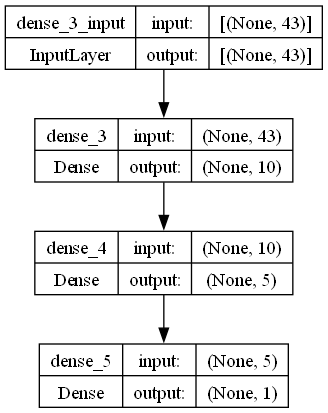 dense_3_input input: [(None, 43)]
InputLayer output: [(None, 43)]
dense_3 input: (None, 43)
Dense output: (None, 10)
dense_4 input: (None, 10)
Dense output: (None, 5)
dense_5 input: (None, 5)
Dense output: (None, 1)